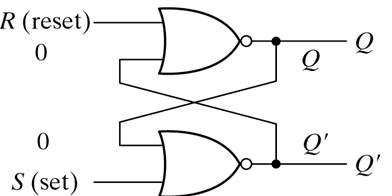 R (reset)
0
Q
Q
0
Q′
S (set)
Q′